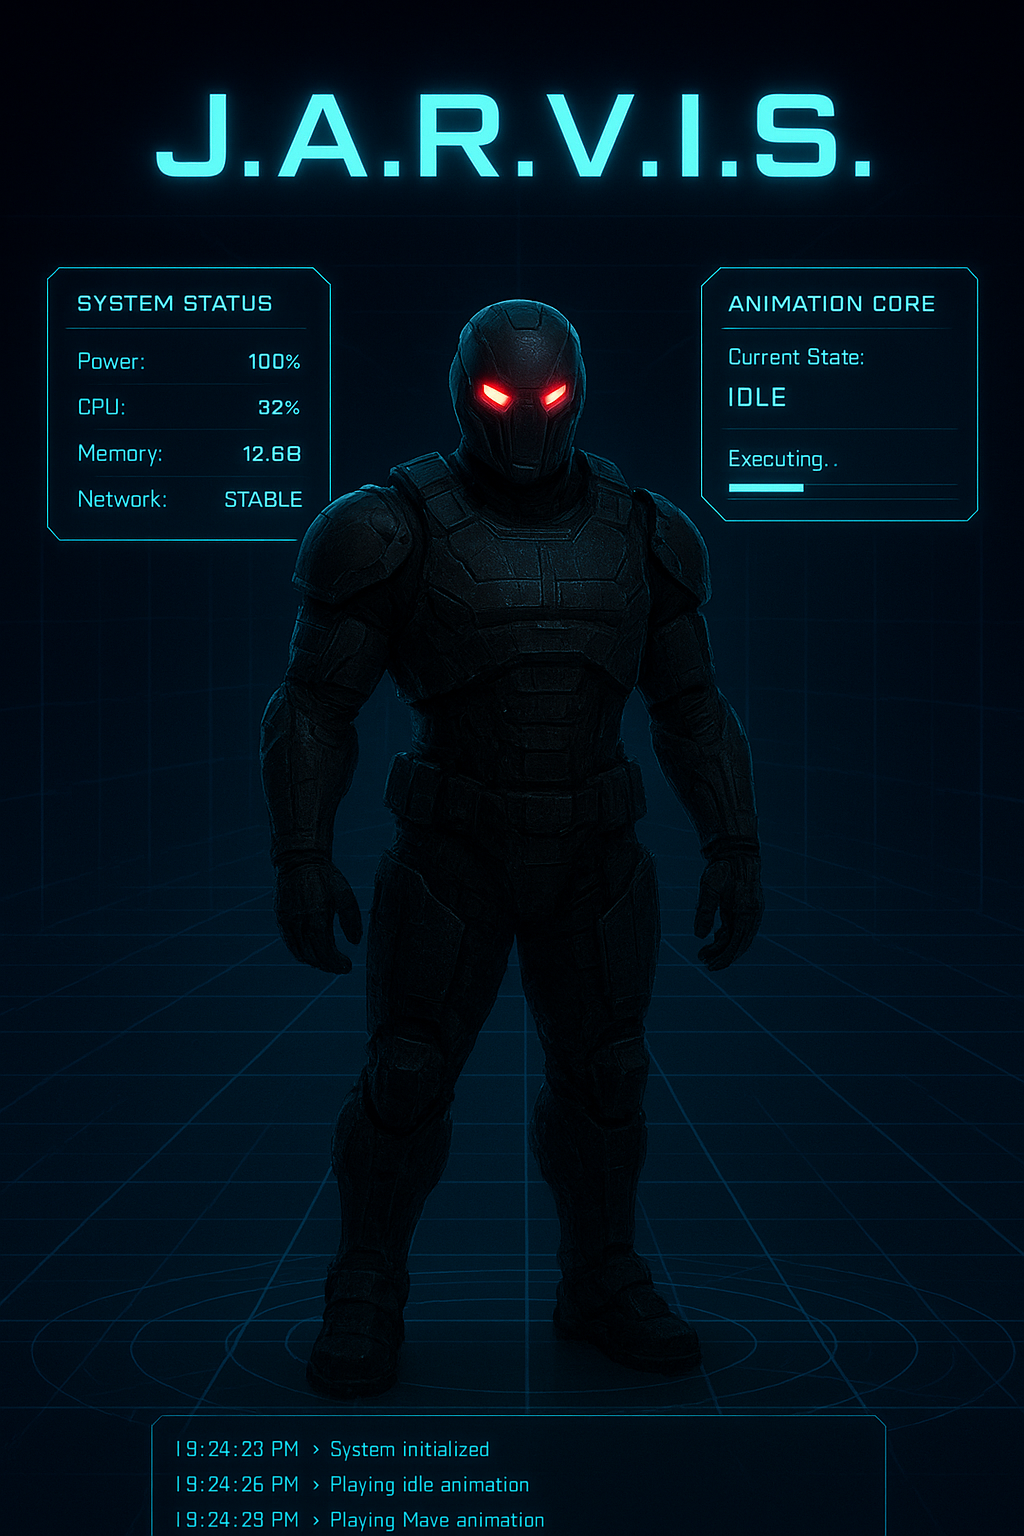 J.A.R.V.I.S.
SYSTEM STATUS
Power: 100%
CPU: 32%
Memory: 12.6B
Network: STABLE
ANIMATION CORE
Current State:
IDLE
Executing..
19:24:23 PM › System initialized
19:24:26 PM › Playing idle animation
19:24:29 PM › Playing Mave animation